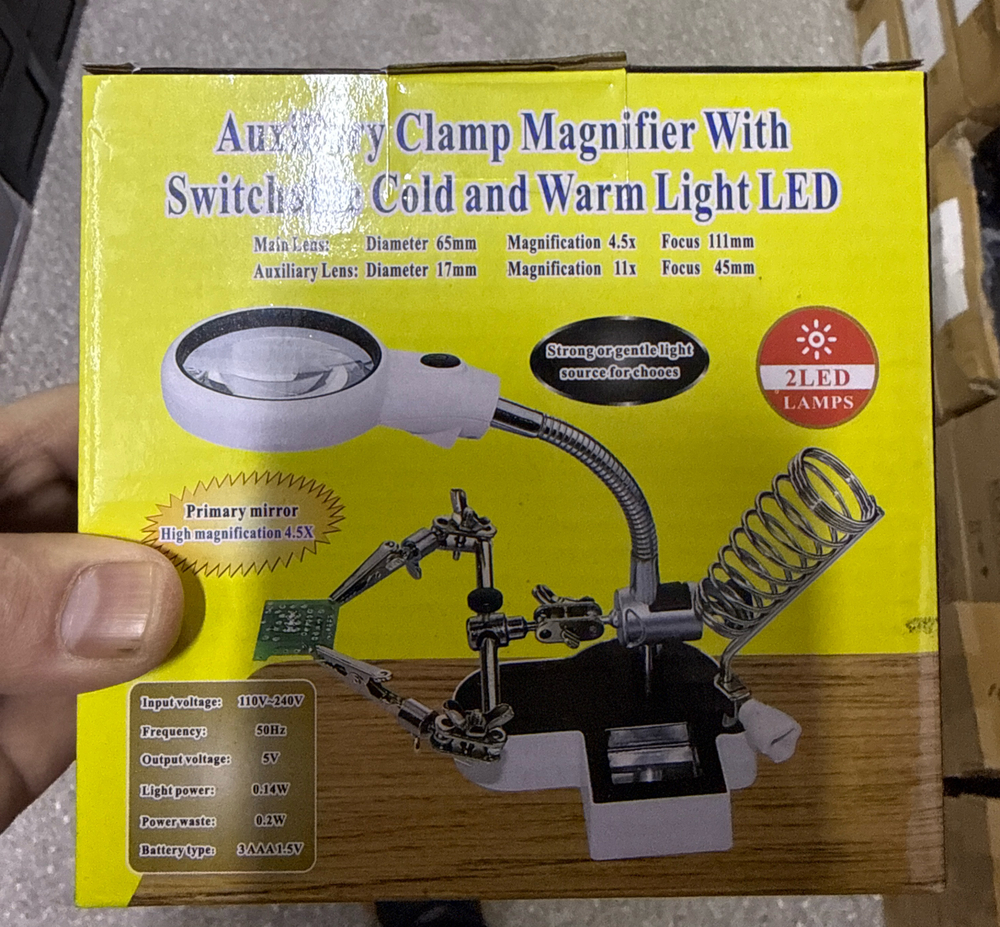 Auxiliary Clamp Magnifier With
Cold and Warm Light LED
Main Lens: Diameter 65mm Magnification 4.5x Focus 111mm
Auxiliary Lens: Diameter 17mm Magnification 11x Focus 45mm
Strong or gentle light
source for chooes
2LED
LAMPS
Primary mirror
High magnification 4.5X
Input voltage: 110V~240V
Frequency: 50Hz
Output voltage: 5V
Light power: 0.14W
Power waste: 0.2W
Battery type: 3AAA1.5V